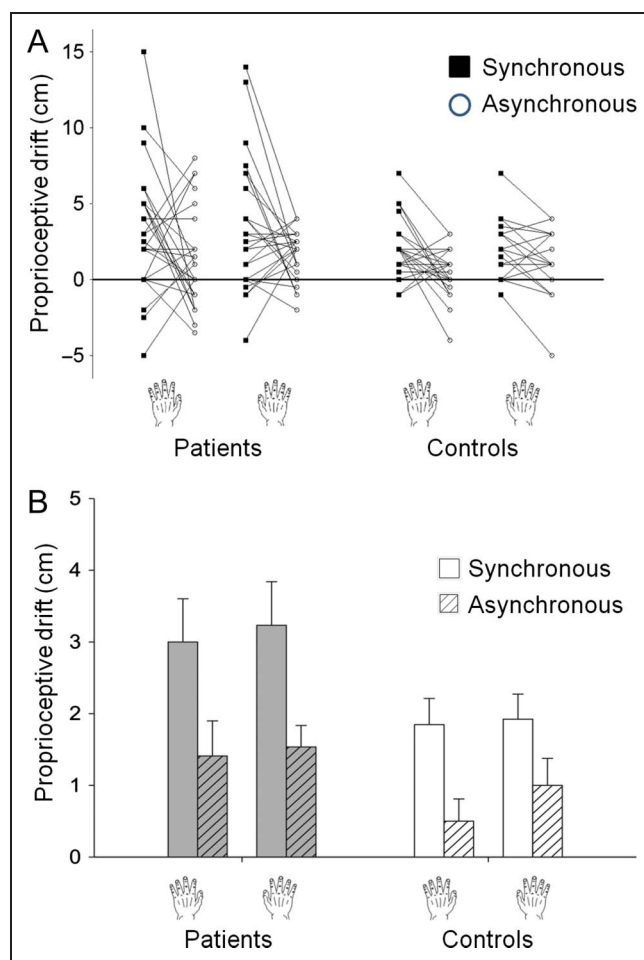 A
Proprioceptive drift (cm)
15
10
5
0
–5
Synchronous
Asynchronous
Patients
Controls
B
Proprioceptive drift (cm)
5
4
3
2
1
0
Synchronous
Asynchronous
Patients
Controls